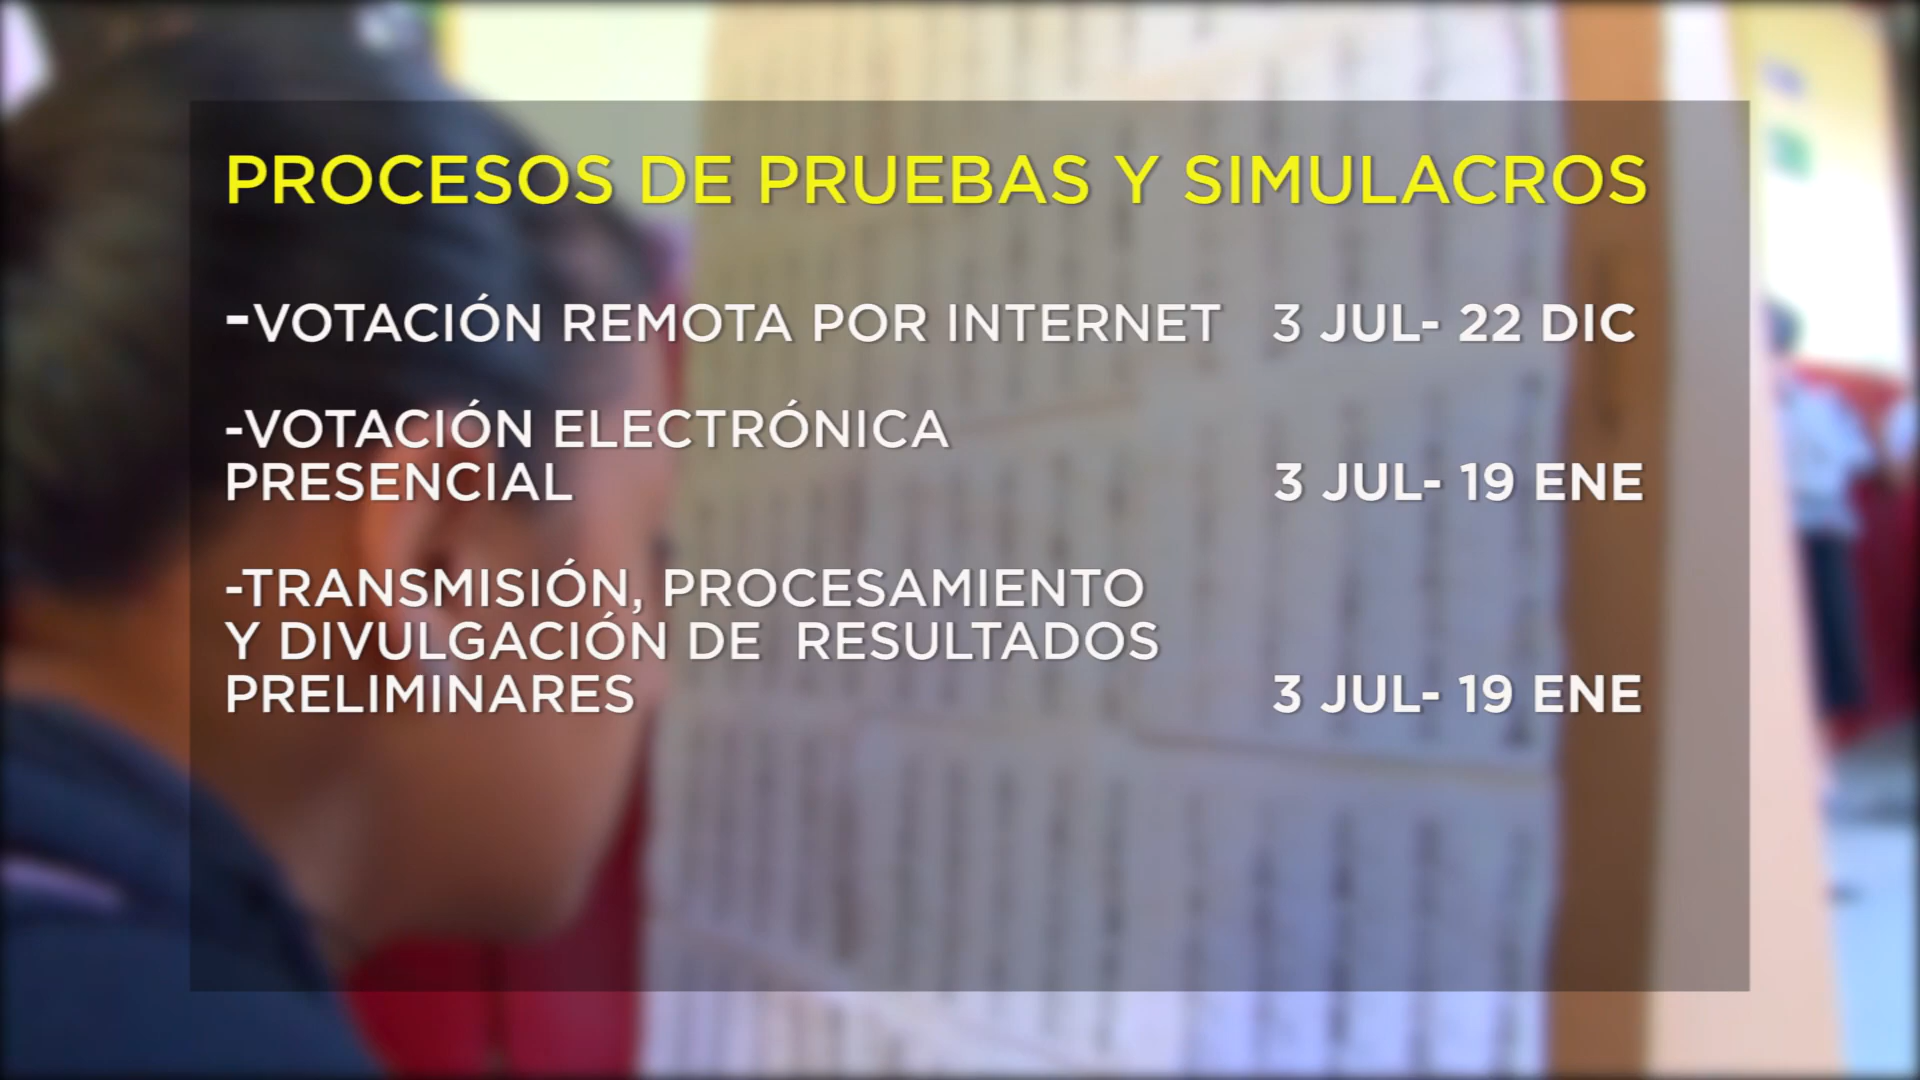 PROCESOS DE PRUEBAS Y SIMULACROS
-VOTACIÓN REMOTA POR INTERNET 3 JUL- 22 DIC
-VOTACIÓN ELECTRÓNICA
PRESENCIAL 3 JUL- 19 ENE
-TRANSMISIÓN, PROCESAMIENTO
Y DIVULGACIÓN DE RESULTADOS
PRELIMINARES 3 JUL- 19 ENE